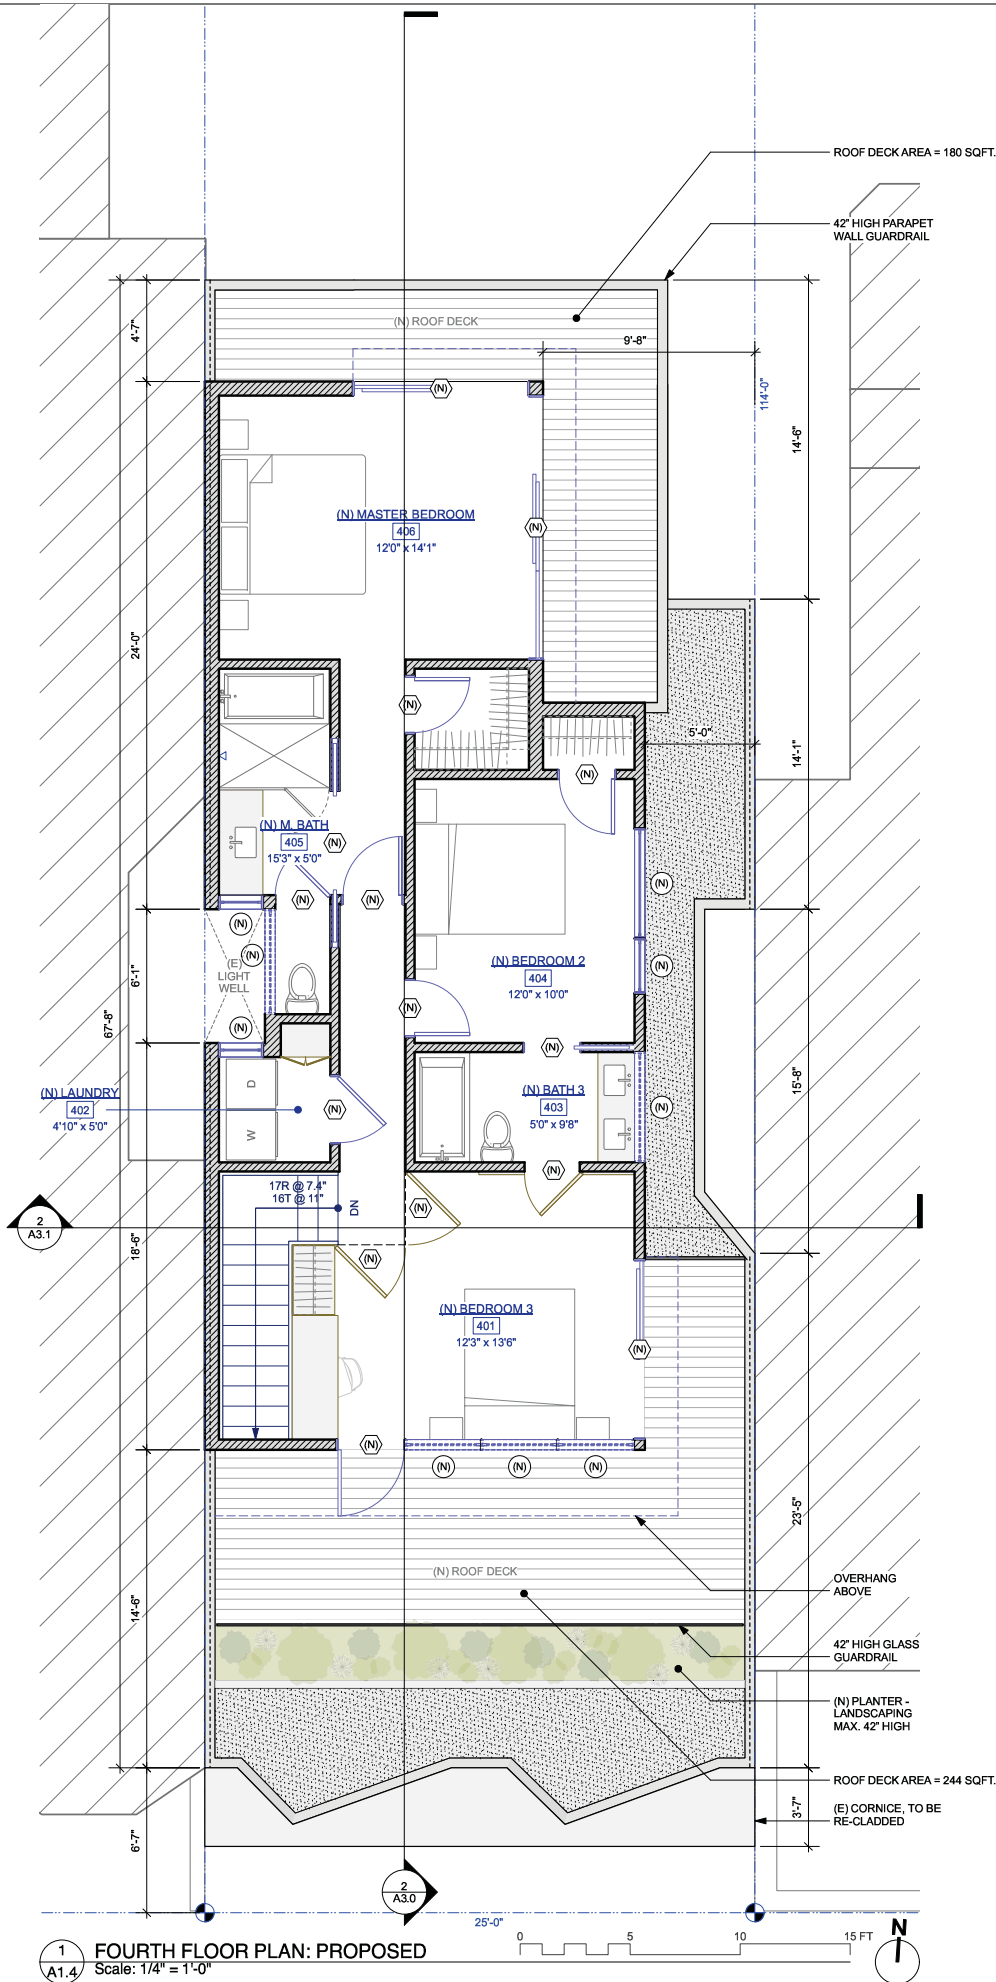 ROOF DECK AREA = 180 SQFT.
42" HIGH PARAPET
WALL GUARDRAIL
(N) ROOF DECK
4'-7"
9'-8"
114'-0"
14'-6"
(N)
(N) MASTER BEDROOM
406
12'0" x 14'1"
(N)
24'-0"
(N)
5'-0"
14'-1"
(N)
(N) M. BATH
405
15'3" x 5'0"
(N)
(N)
(N)
(N)
(N)
(N)
(E)
LIGHT
WELL
(N) BEDROOM 2
404
12'0" x 10'0"
(N)
6'-1"
67'-8"
(N)
(N)
(N)
(N) LAUNDRY
402
4'10" x 5'0"
D
W
(N)
(N) BATH 3
403
5'0" x 9'8"
(N)
15'-8"
(N)
17R @ 7.4"
16T @ 11"
DN
(N)
2
A3.1
18'-6"
(N)
(N) BEDROOM 3
401
12'3" x 13'6"
(N)
(N)
(N)
(N)
(N)
23'-5"
(N) ROOF DECK
OVERHANG
ABOVE
14'-6"
42" HIGH GLASS
GUARDRAIL
(N) PLANTER -
LANDSCAPING
MAX. 42" HIGH
ROOF DECK AREA = 244 SQFT.
(E) CORNICE, TO BE
RE-CLADDED
3'-7"
6'-7"
2
A3.0
25'-0"
1
A1.4
FOURTH FLOOR PLAN: PROPOSED
Scale: 1/4" = 1'-0"
0 5 10 15 FT
N